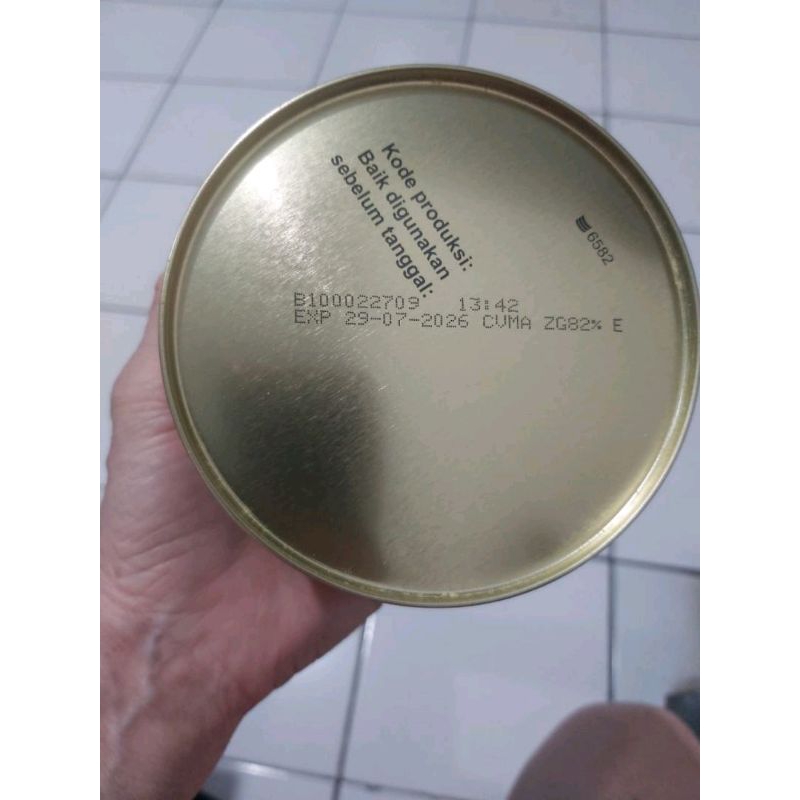 Kode produksi:
Baik digunakan
sebelum tanggal:
6582
B100022709 13:42
EXP 29-07-2026 CVMA ZG82% E